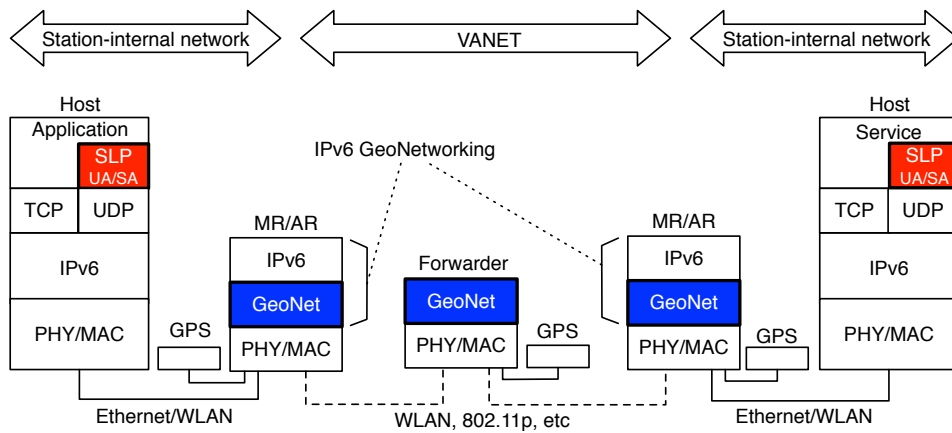 Station-internal network
VANET
Station-internal network
Host
Application
SLP
UA/SA
TCP
UDP
IPv6
PHY/MAC
IPv6 GeoNetworking
MR/AR
IPv6
GeoNet
PHY/MAC
GPS
Forwarder
GeoNet
PHY/MAC
GPS
MR/AR
IPv6
GeoNet
PHY/MAC
GPS
Host
Service
SLP
UA/SA
TCP
UDP
IPv6
PHY/MAC
Ethernet/WLAN
WLAN, 802.11p, etc
Ethernet/WLAN